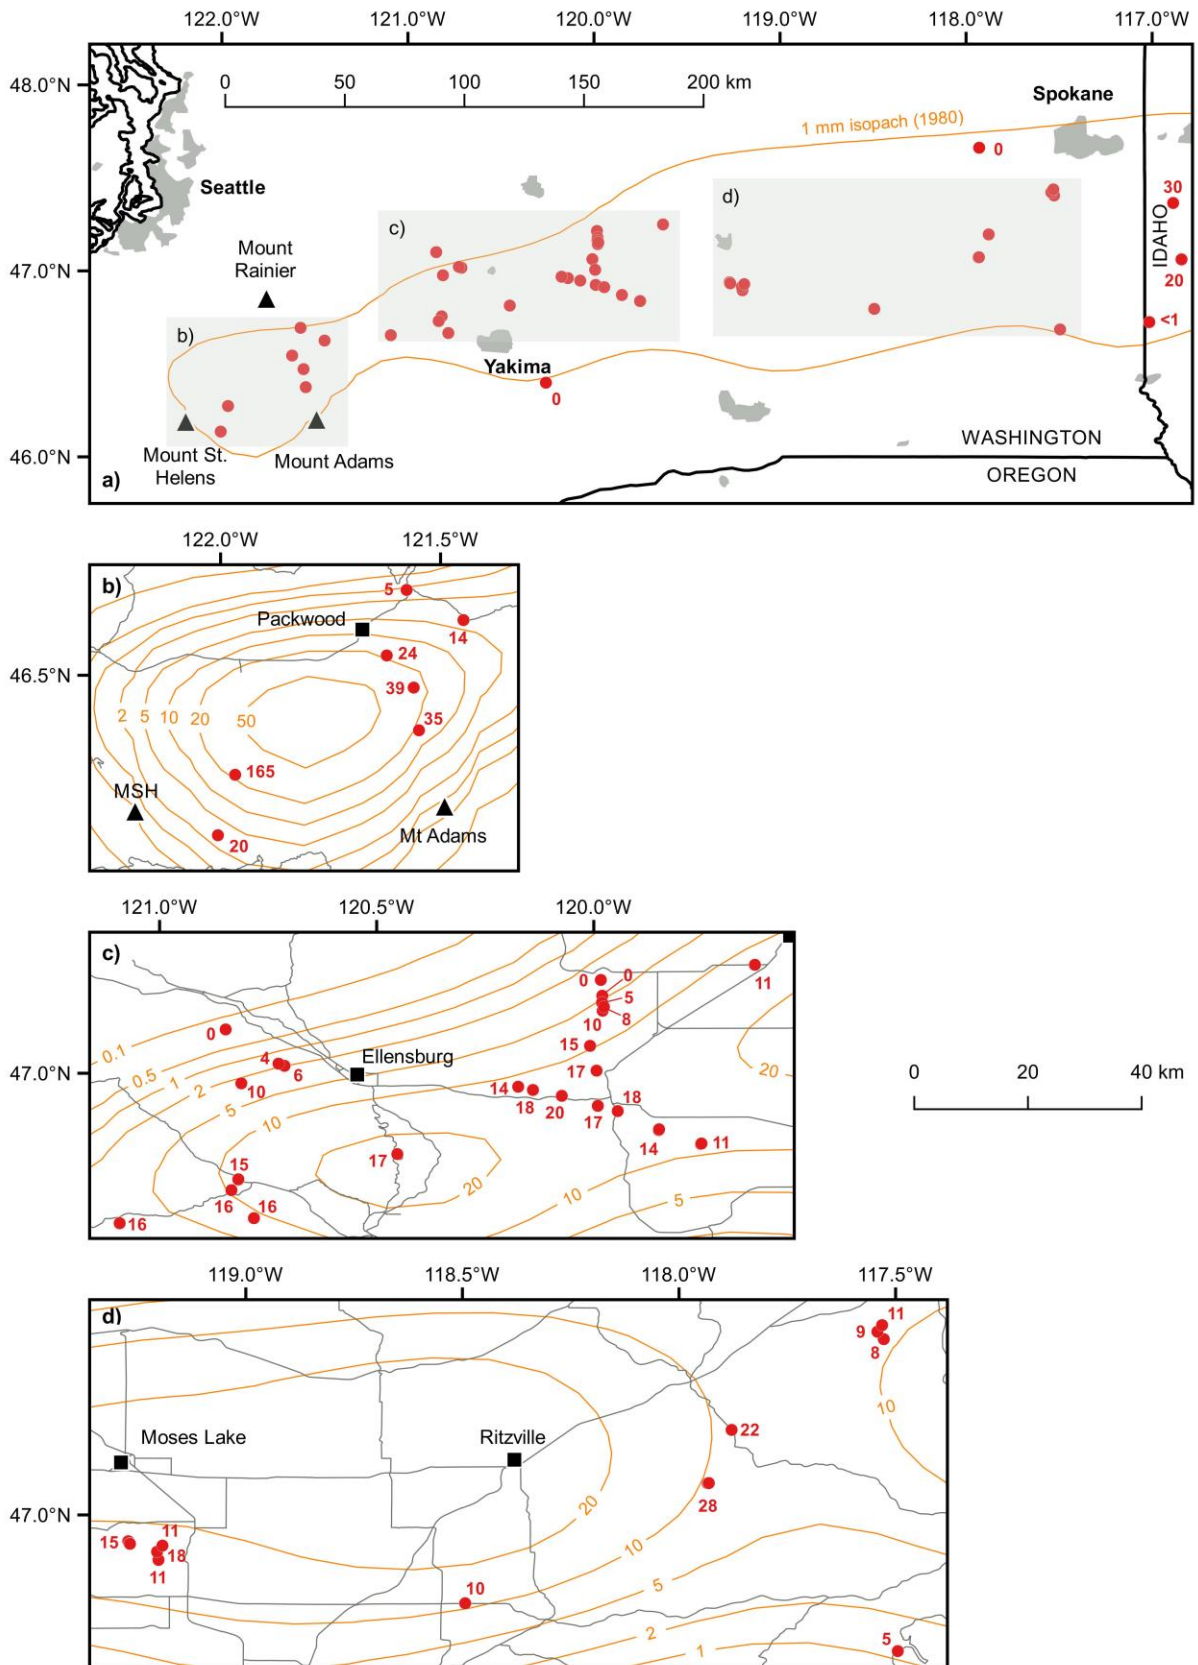 122.0°W 121.0°W 120.0°W 119.0°W 118.0°W 117.0°W
48.0°N
0 50 100 150 200 km
Spokane
1 mm isopach (1980)
0
Seattle
30
d)
c)
IDAHO
Mount
Rainier
47.0°N
20
<1
b)
Yakima
0
WASHINGTON
46.0°N
Mount St.
Helens
Mount Adams
OREGON
a)
122.0°W 121.5°W
b)
5
Packwood
14
24
46.5°N
39
2 5 10 20 50
35
165
MSH
20
Mt Adams
121.0°W 120.5°W 120.0°W
c)
0 0
11
5
10 8
0
15
0.1
4
Ellensburg
47.0°N
6
17
20
0.5
1
2
10
14
18
20
17
18
5
10
14
11
15
17
20
10
5
16
16
16
0 20 40 km
119.0°W 118.5°W 118.0°W 117.5°W
d)
11
9
8
10
Moses Lake
Ritzville
22
20
28
47.0°N
15
11
18
11
10
5
10
2
5
1